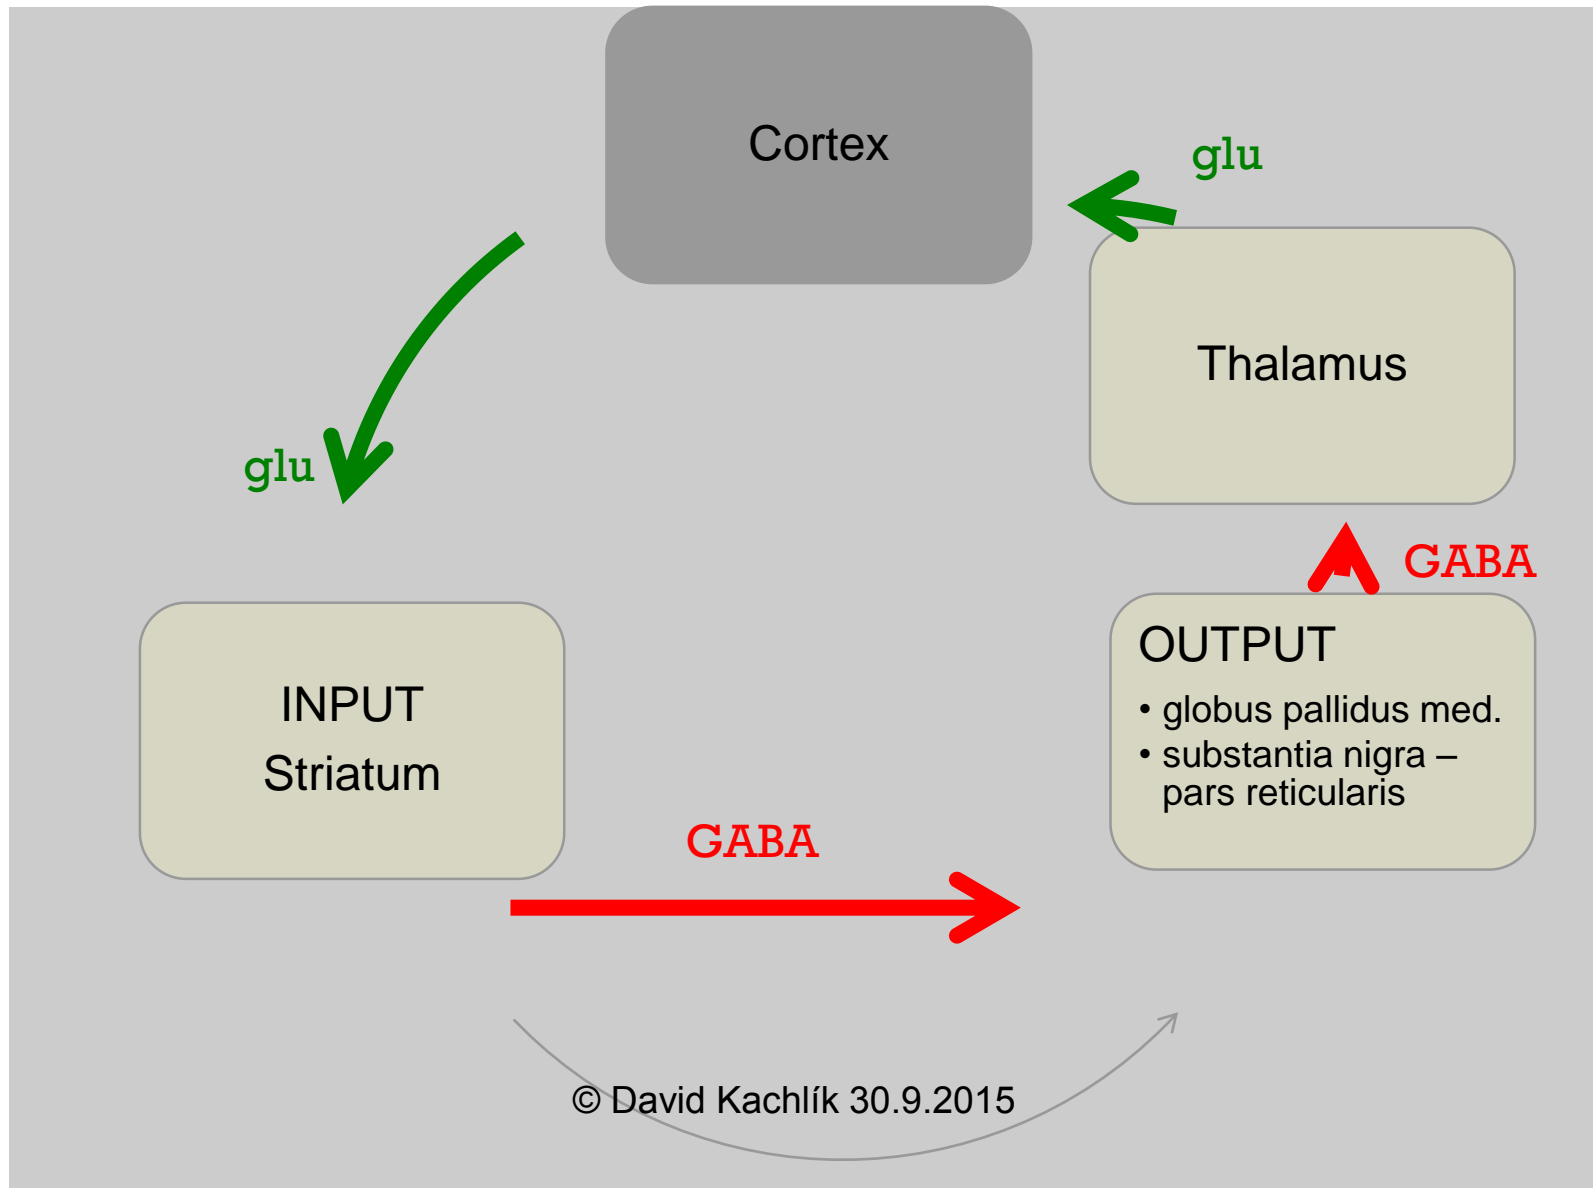 Cortex
glu
Thalamus
glu
GABA
INPUT
Striatum
OUTPUT
• globus pallidus med.
• substantia nigra –
pars reticularis
GABA
© David Kachlík 30.9.2015